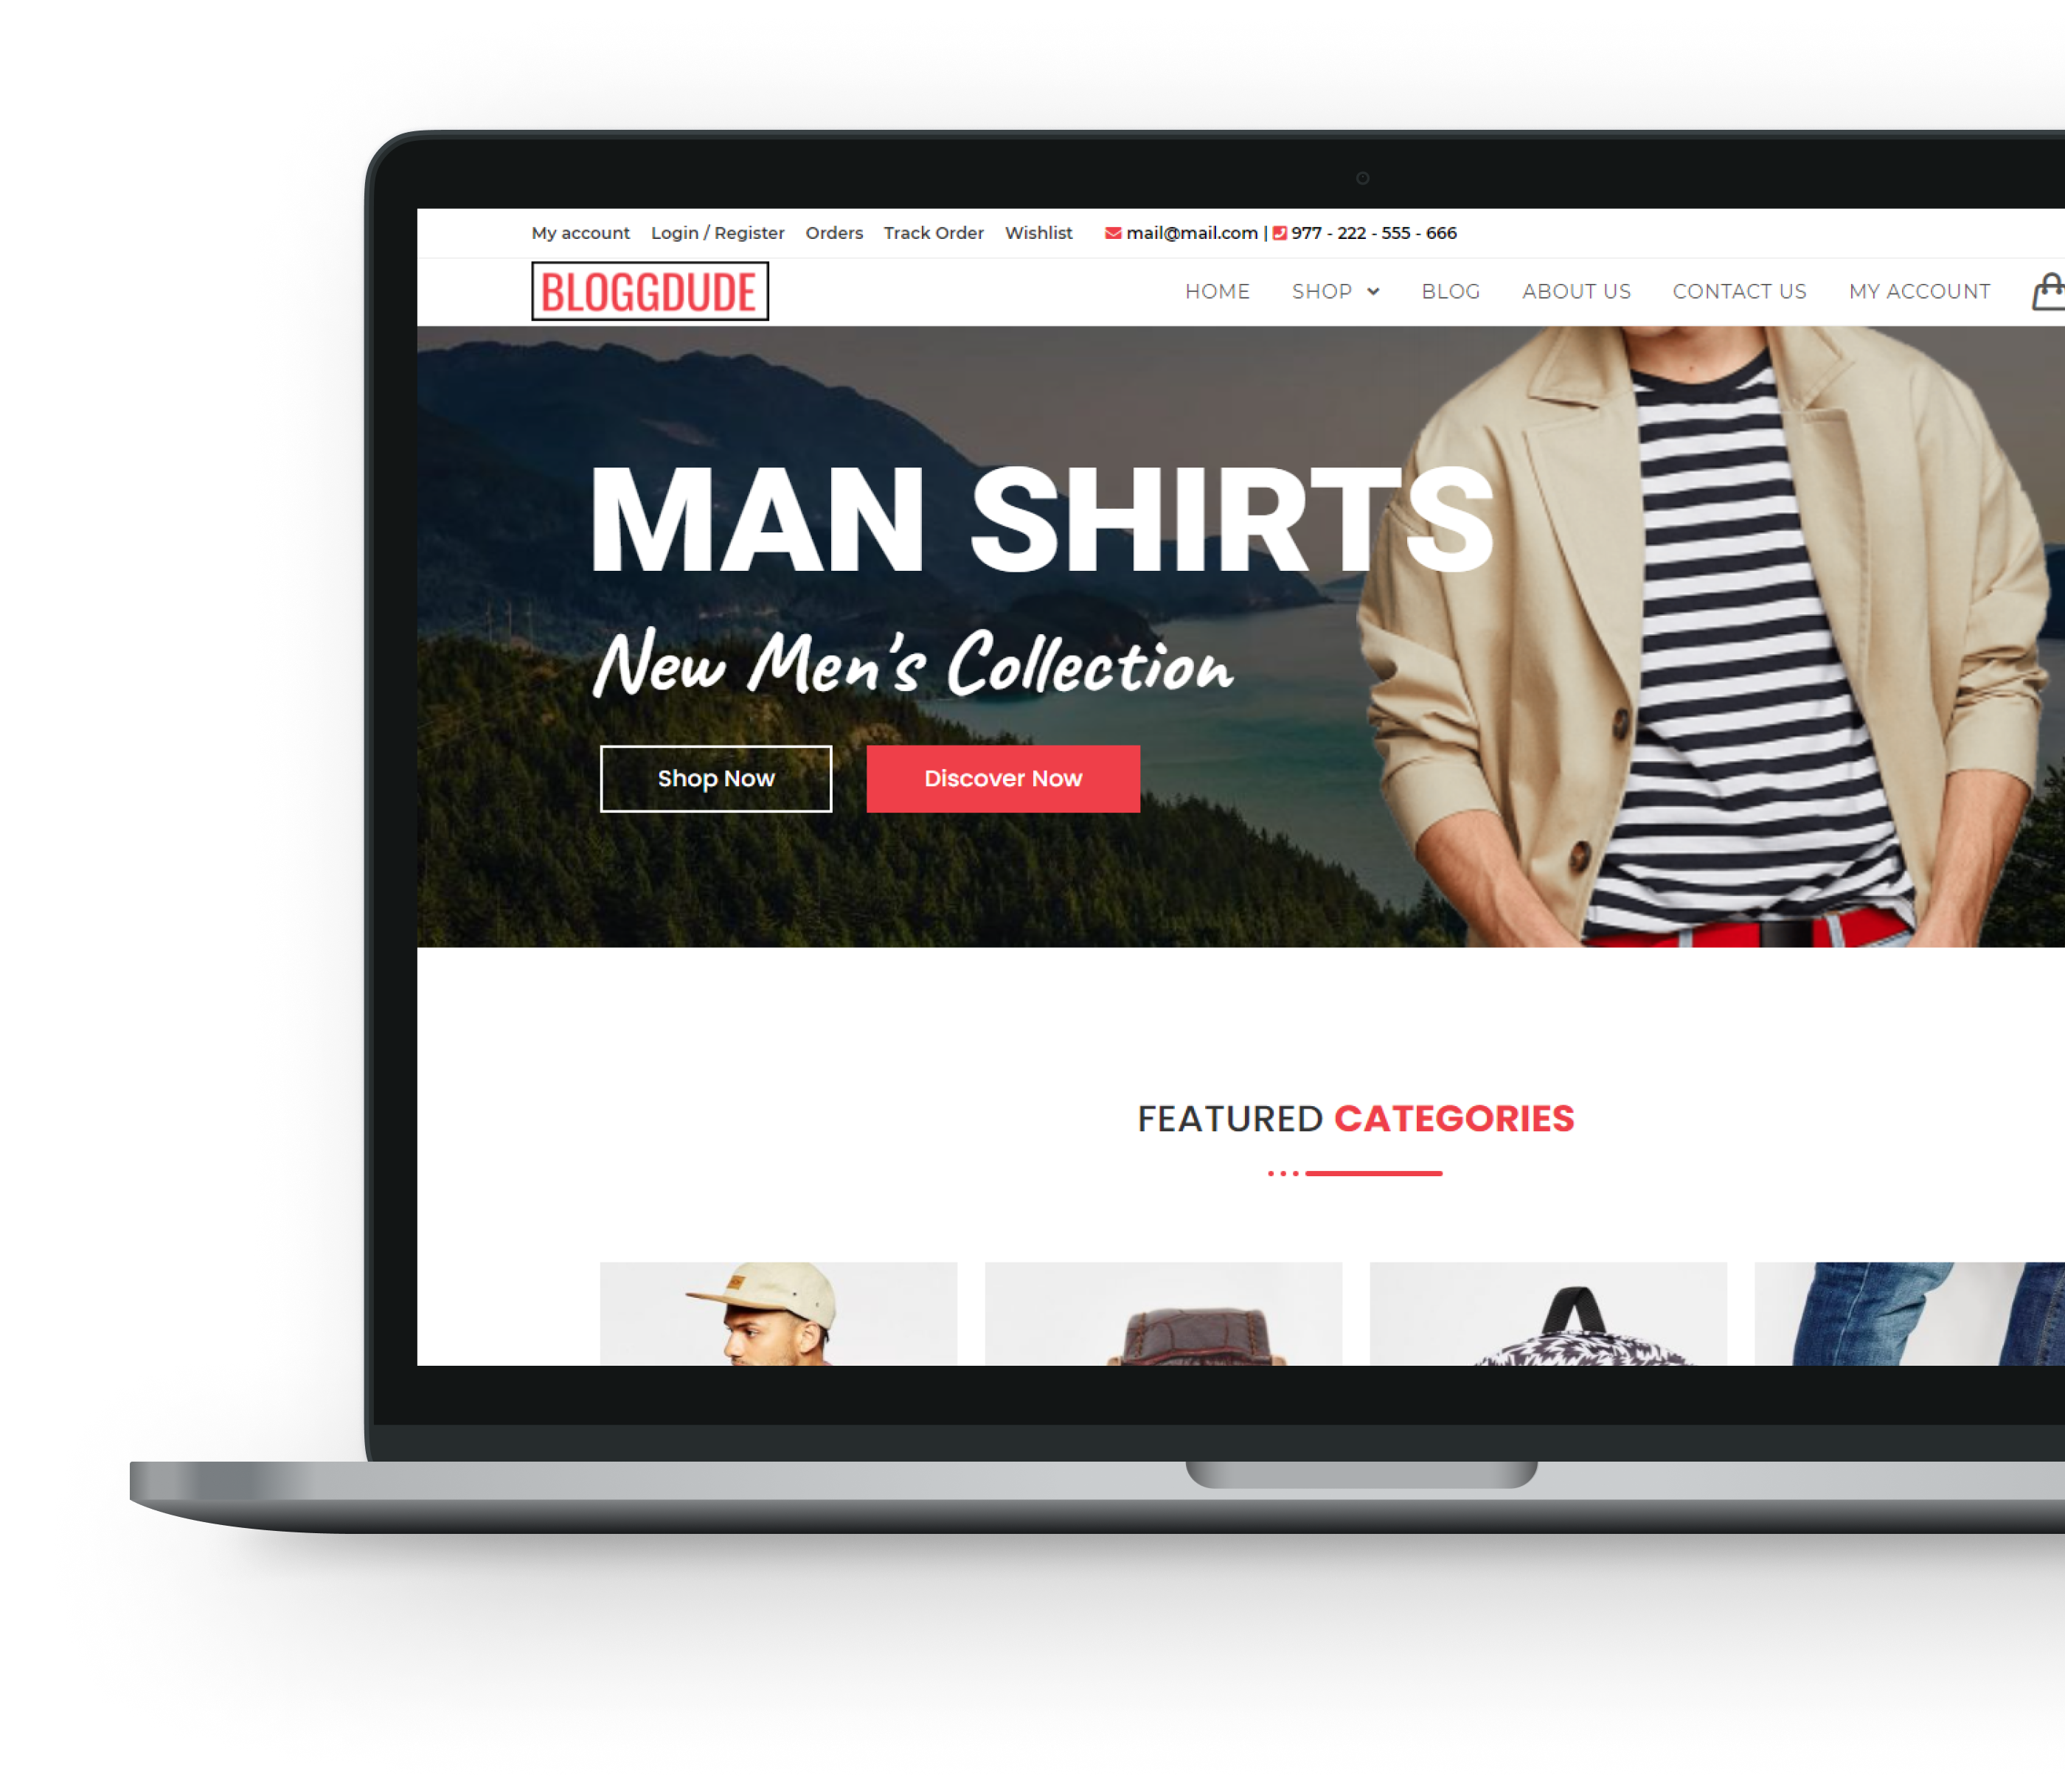 My account Login / Register Orders Track Order Wishlist mail@mail.com | 977 - 222 - 555 - 666
BLOGGDUDE
HOME SHOP BLOG ABOUT US CONTACT US MY ACCOUNT
MAN SHIRTS
New Men's Collection
Shop Now Discover Now
FEATURED CATEGORIES